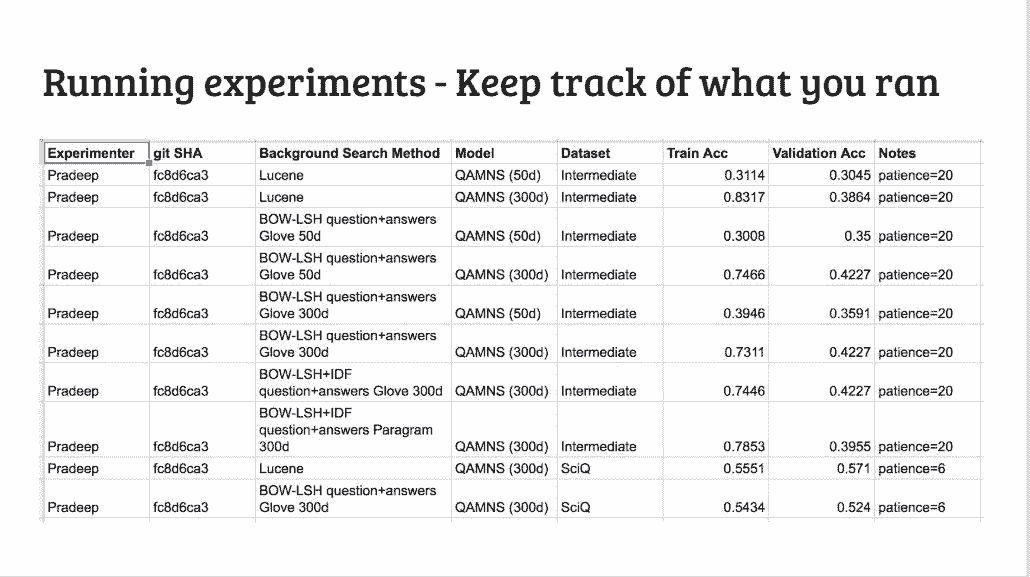 Running experiments - Keep track of what you ran
Experimenter git SHA Background Search Method Model Dataset Train Acc Validation Acc Notes
Pradeep fc8d6ca3 Lucene QAMNS (50d) Intermediate 0.3114 0.3045 patience=20
Pradeep fc8d6ca3 Lucene QAMNS (300d) Intermediate 0.8317 0.3864 patience=20
BOW-LSH question+answers
Pradeep fc8d6ca3 Glove 50d QAMNS (50d) Intermediate 0.3008 0.35 patience=20
BOW-LSH question+answers
Pradeep fc8d6ca3 Glove 50d QAMNS (300d) Intermediate 0.7466 0.4227 patience=20
BOW-LSH question+answers
Pradeep fc8d6ca3 Glove 300d QAMNS (50d) Intermediate 0.3946 0.3591 patience=20
BOW-LSH question+answers
Pradeep fc8d6ca3 Glove 300d QAMNS (300d) Intermediate 0.7311 0.4227 patience=20
BOW-LSH+IDF
Pradeep fc8d6ca3 question+answers Glove 300d QAMNS (300d) Intermediate 0.7446 0.4227 patience=20
BOW-LSH+IDF
question+answers Paragram
Pradeep fc8d6ca3 300d QAMNS (300d) Intermediate 0.7853 0.3955 patience=20
Pradeep fc8d6ca3 Lucene QAMNS (300d) SciQ 0.5551 0.571 patience=6
BOW-LSH question+answers
Pradeep fc8d6ca3 Glove 300d QAMNS (300d) SciQ 0.5434 0.524 patience=6